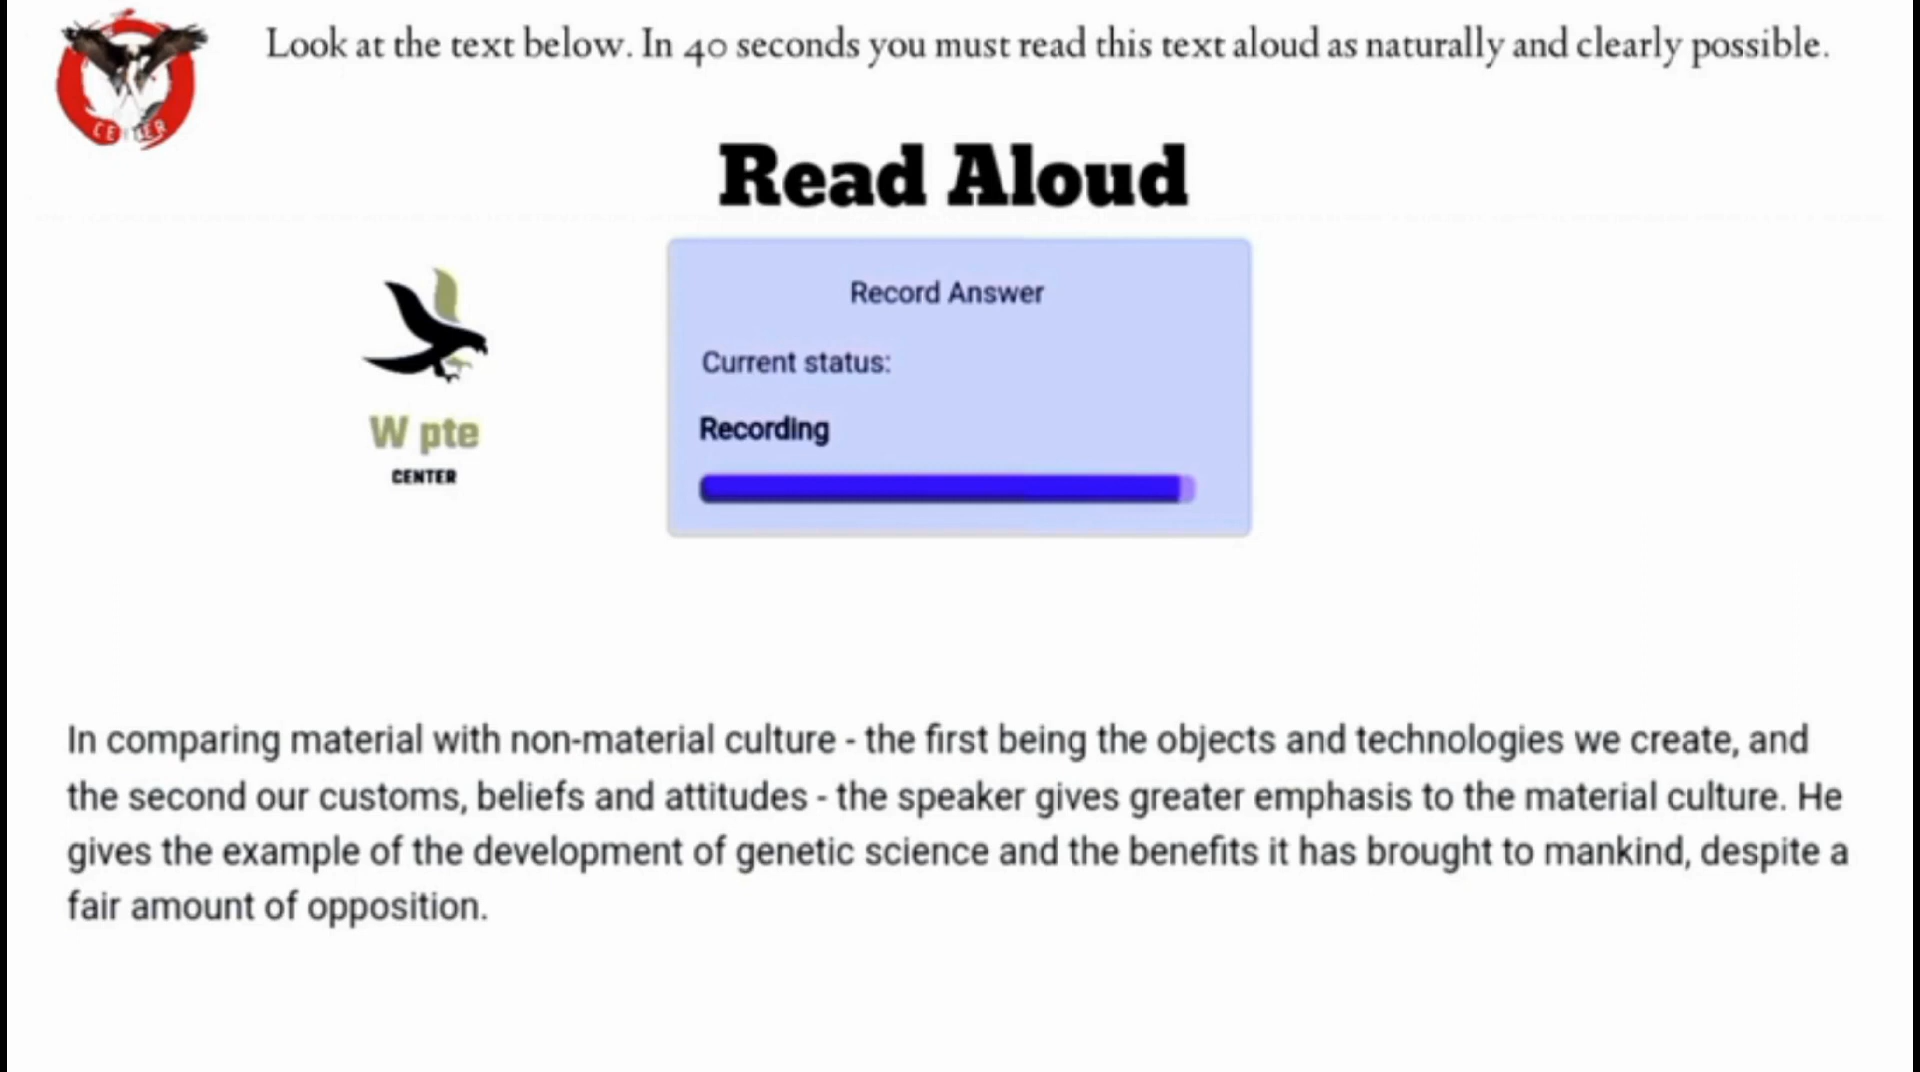 Look at the text below. In 40 seconds you must read this text aloud as naturally and clearly possible.
CENTER
Read Aloud
Record Answer
Current status:
Recording
W pte
CENTER
In comparing material with non-material culture - the first being the objects and technologies we create, and
the second our customs, beliefs and attitudes - the speaker gives greater emphasis to the material culture. He
gives the example of the development of genetic science and the benefits it has brought to mankind, despite a
fair amount of opposition.